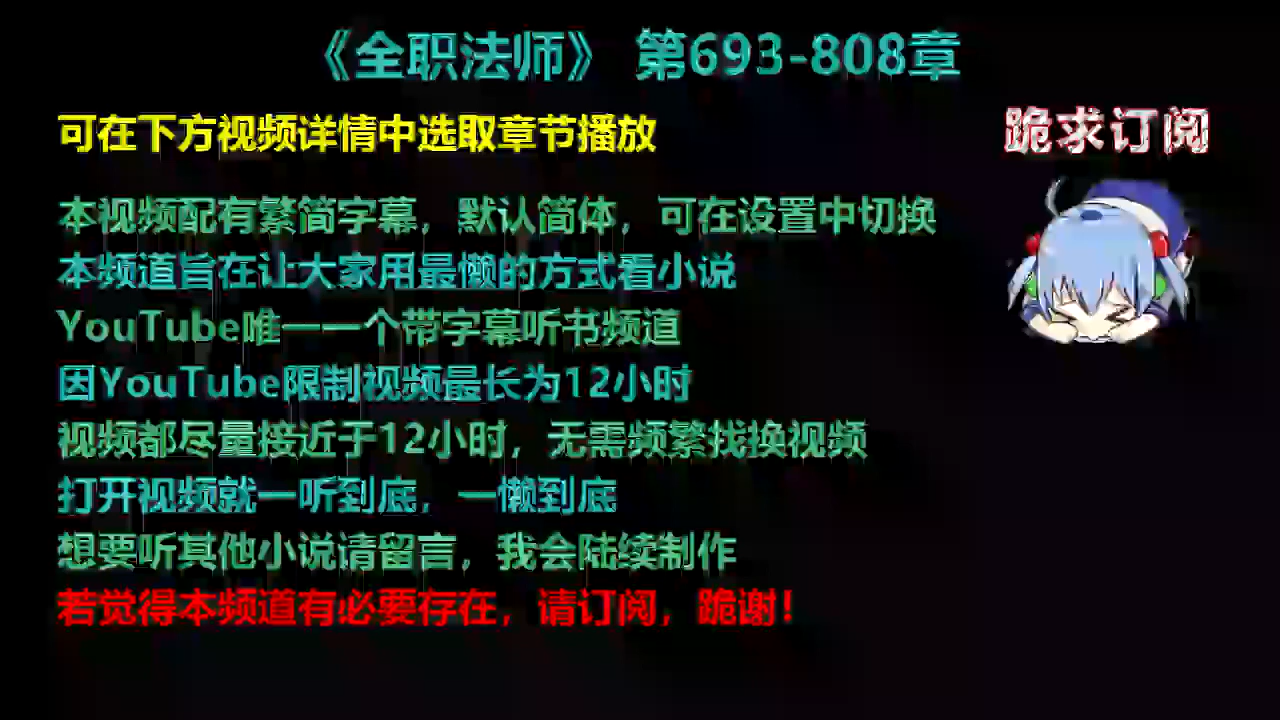 《全职法师》 第693-808章
可在下方视频详情中选取章节播放
跪求订阅
本视频配有繁简字幕，默认简体，可在设置中切换
本频道旨在让大家用最懒的方式看小说
YouTube唯一一个带字幕听书频道
因YouTube限制视频最长为12小时
视频都尽量接近于12小时，无需频繁找换视频
打开视频就一听到底，一懒到底
想要听其他小说请留言，我会陆续制作
若觉得本频道有必要存在，请订阅，跪谢！